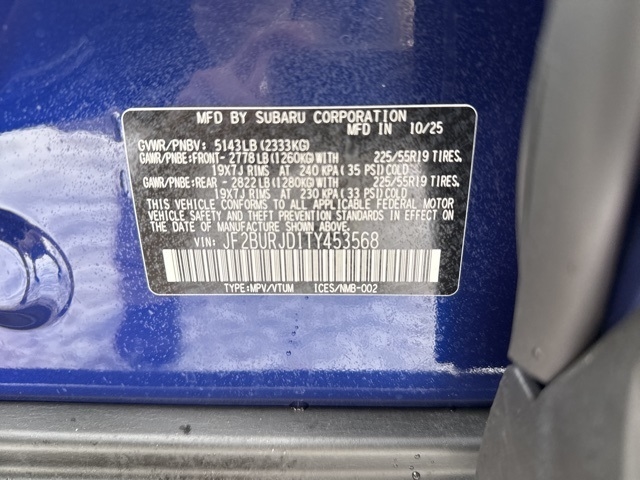 MFD BY SUBARU CORPORATION
MFD IN 10/25
GVWR/PNBV: 5143LB(2333KG)
GAWR/PNBE:FRONT- 2778LB(1260KG)WITH 225/55R19 TIRES.
19X7J RIMS AT 240 KPA(35 PSI)COLD.
GAWR/PNBE:REAR - 2822LB(1280KG)WITH 225/55R19 TIRES.
19X7J RIMS AT 230 KPA(33 PSI)COLD.
THIS VEHICLE CONFORMS TO ALL APPLICABLE FEDERAL MOTOR
VEHICLE SAFETY AND THEFT PREVENTION STANDARDS IN EFFECT
ON THE DATE OF MANUFACTURE SHOWN ABOVE.
VIN: JF2BURJD1TY453568
TYPE:MPV/VTUM ICES/NMB-002